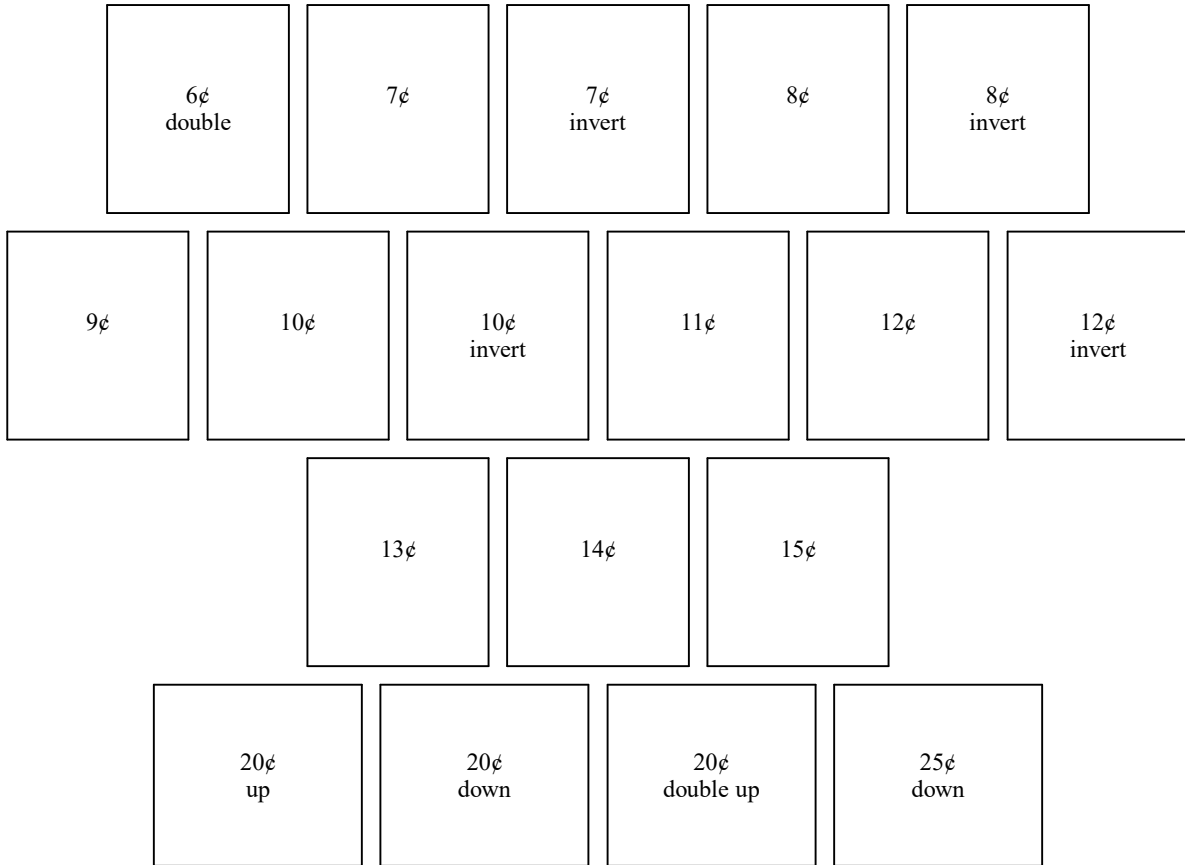 6¢
double
7¢
7¢
invert
8¢
8¢
invert
9¢
10¢
10¢
invert
11¢
12¢
12¢
invert
13¢
14¢
15¢
20¢
up
20¢
down
20¢
double up
25¢
down